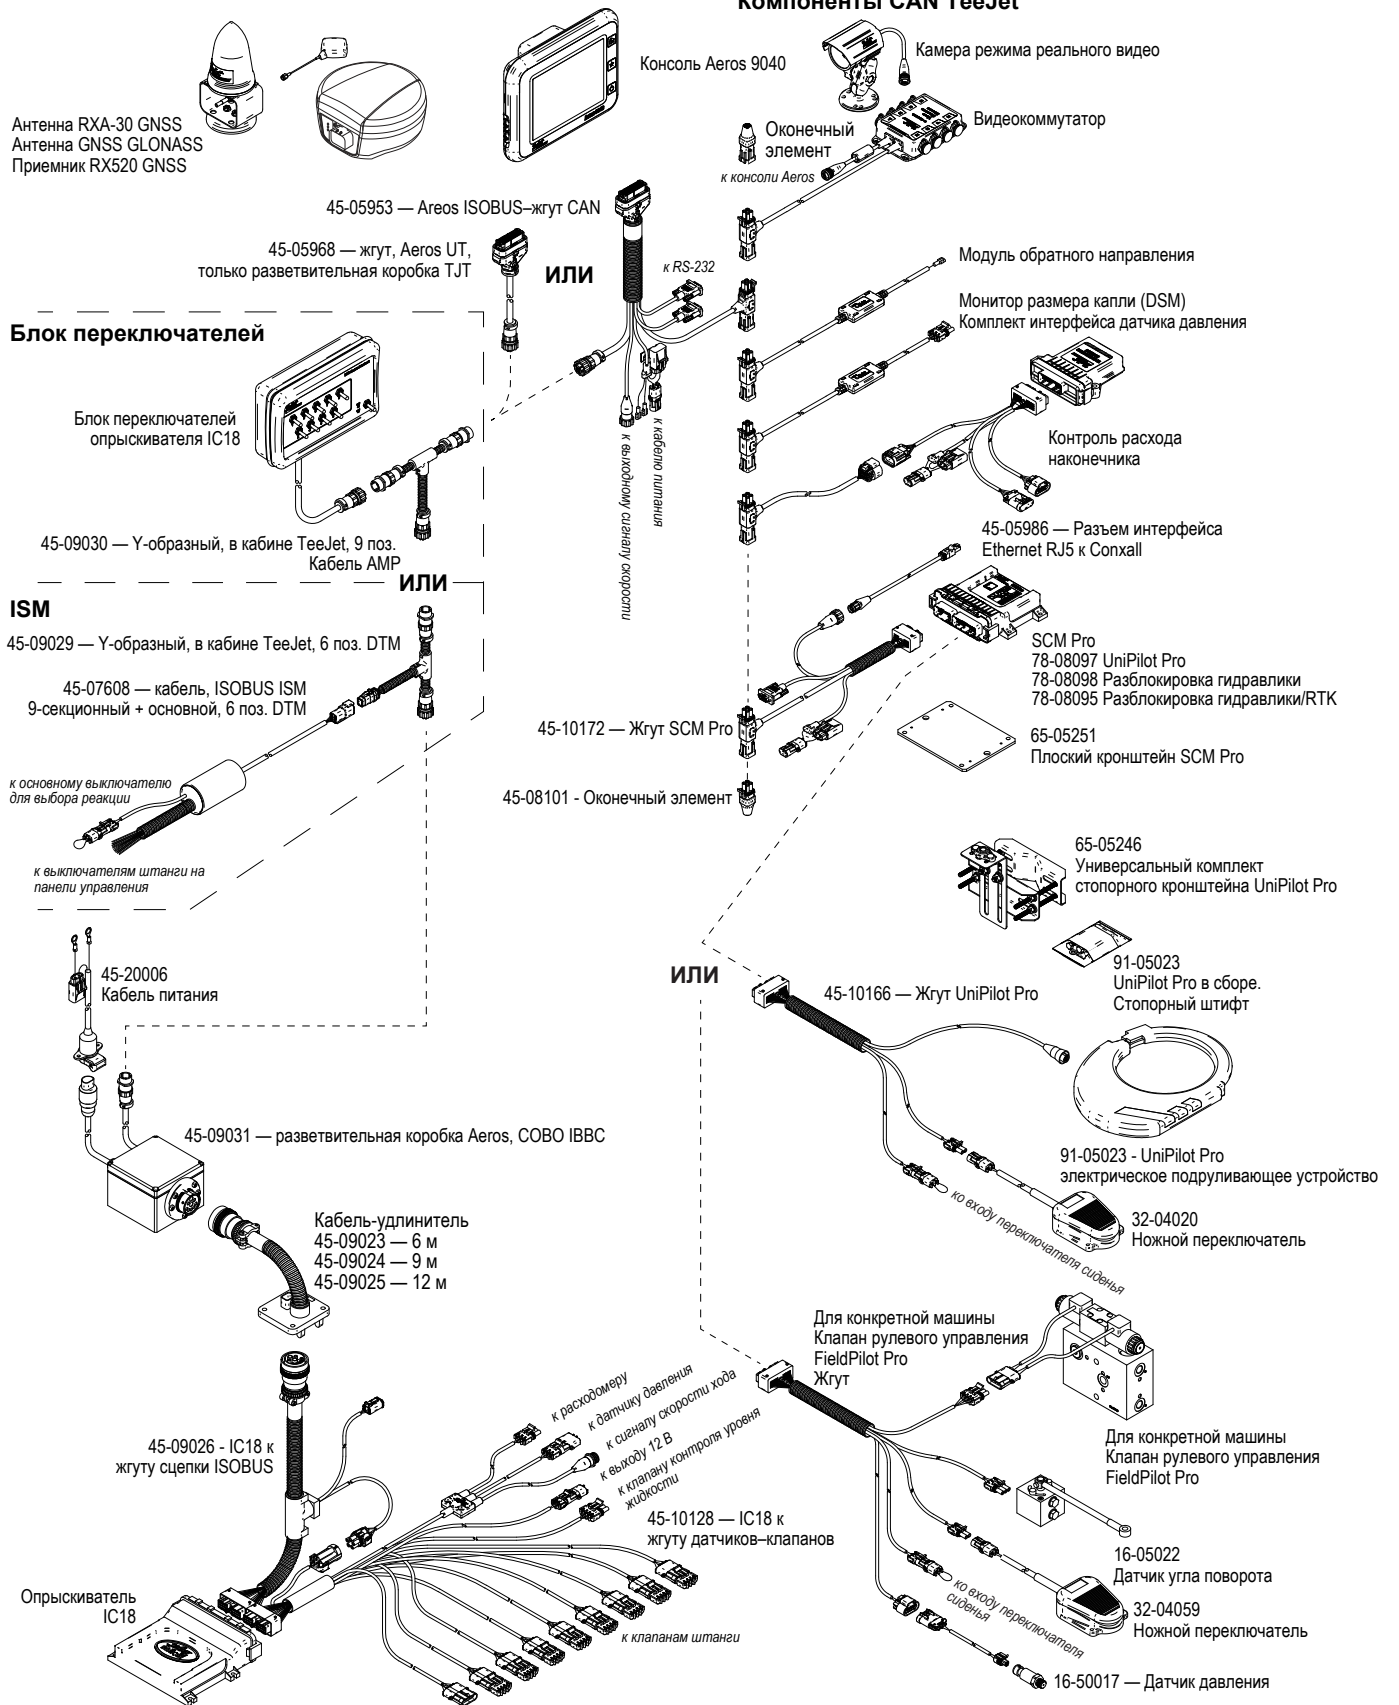 Компоненты CAN TeeJet
Антенна RXA-30 GNSS
Антенна GNSS GLONASS
Приемник RX520 GNSS
Консоль Aeros 9040
Камера режима реального видео
Видеокоммутатор
Оконечный
элемент
к консоли Aeros
45-05953 — Areos ISOBUS–жгут CAN
45-05968 — жгут, Aeros UT,
только разветвительная коробка TJT
ИЛИ
к RS-232
Модуль обратного направления
Монитор размера капли (DSM)
Комплект интерфейса датчика давления
Блок переключателей
Блок переключателей
опрыскивателя IC18
к выходному сигналу скорости
к кабелю питания
Контроль расхода
наконечника
45-09030 — Y-образный, в кабине TeeJet, 9 поз.
Кабель AMP
45-05986 — Разъем интерфейса
Ethernet RJ5 к Conxall
ИЛИ
ISM
45-09029 — Y-образный, в кабине TeeJet, 6 поз. DTM
45-07608 — кабель, ISOBUS ISM
9-секционный + основной, 6 поз. DTM
SCM Pro
78-08097 UniPilot Pro
78-08098 Разблокировка гидравлики
78-08095 Разблокировка гидравлики/RTK
45-10172 — Жгут SCM Pro
65-05251
Плоский кронштейн SCM Pro
к основному выключателю
для выбора реакции
45-08101 - Оконечный элемент
к выключателям штанги на
панели управления
65-05246
Универсальный комплект
стопорного кронштейна UniPilot Pro
45-20006
Кабель питания
91-05023
UniPilot Pro в сборе.
Стопорный штифт
ИЛИ
45-10166 — Жгут UniPilot Pro
45-09031 — разветвительная коробка Aeros, COBO IBBC
91-05023 - UniPilot Pro
электрическое подруливающее устройство
ко входу переключателя сиденья
32-04020
Ножной переключатель
Кабель-удлинитель
45-09023 — 6 м
45-09024 — 9 м
45-09025 — 12 м
Для конкретной машины
Клапан рулевого управления
FieldPilot Pro
Жгут
к расходомеру
к датчику давления
к сигналу скорости хода
к выходу 12 В
к клапану контроля уровня
жидкости
45-09026 - IC18 к
жгуту сцепки ISOBUS
Для конкретной машины
Клапан рулевого управления
FieldPilot Pro
45-10128 — IC18 к
жгуту датчиков–клапанов
16-05022
Датчик угла поворота
ко входу переключателя
сиденья
32-04059
Ножной переключатель
Опрыскиватель
IC18
к клапанам штанги
16-50017 — Датчик давления